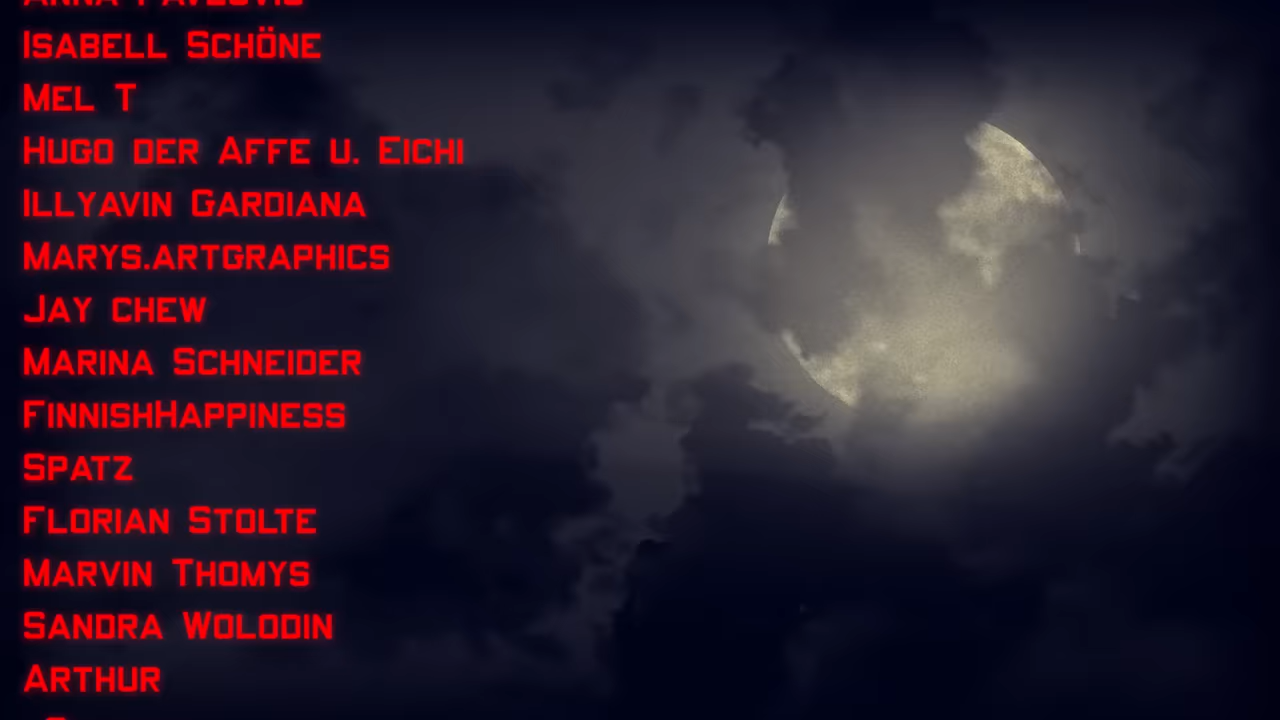 Isabell Schöne
Mel T
Hugo der Affe u. Eichi
Illyavin Gardiana
Marys.artgraphics
Jay chew
Marina Schneider
FinnishHappiness
Spatz
Florian Stolte
Marvin Thomys
Sandra Wolodin
Arthur